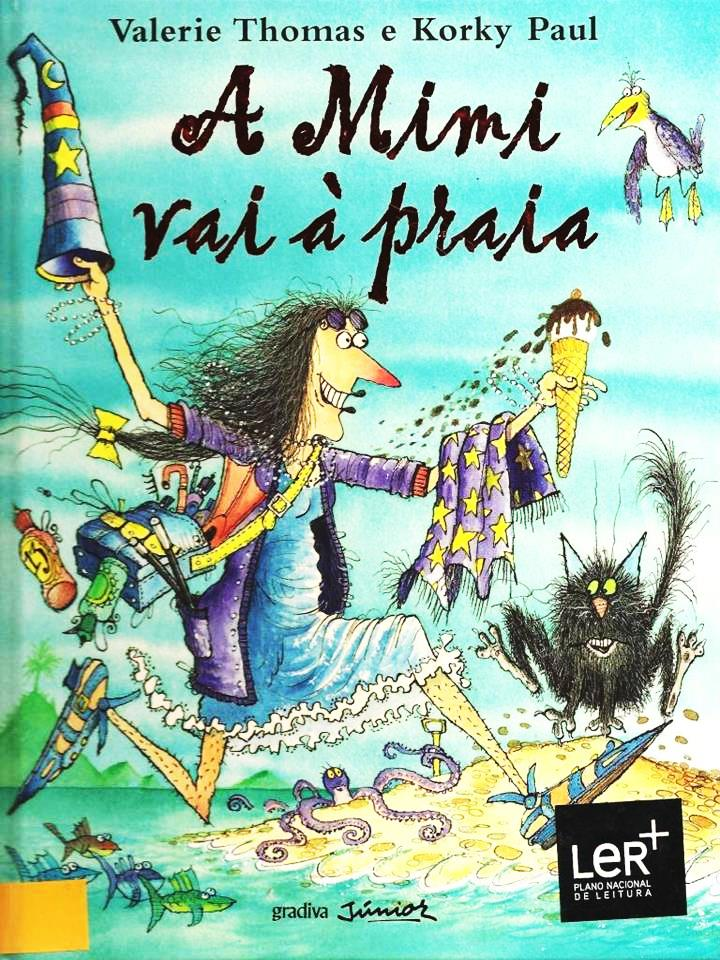 Valerie Thomas e Korky Paul
A Mimi
vai à praia
LeR+
PLANO NACIONAL
DE LEITURA
gradiva Júnior